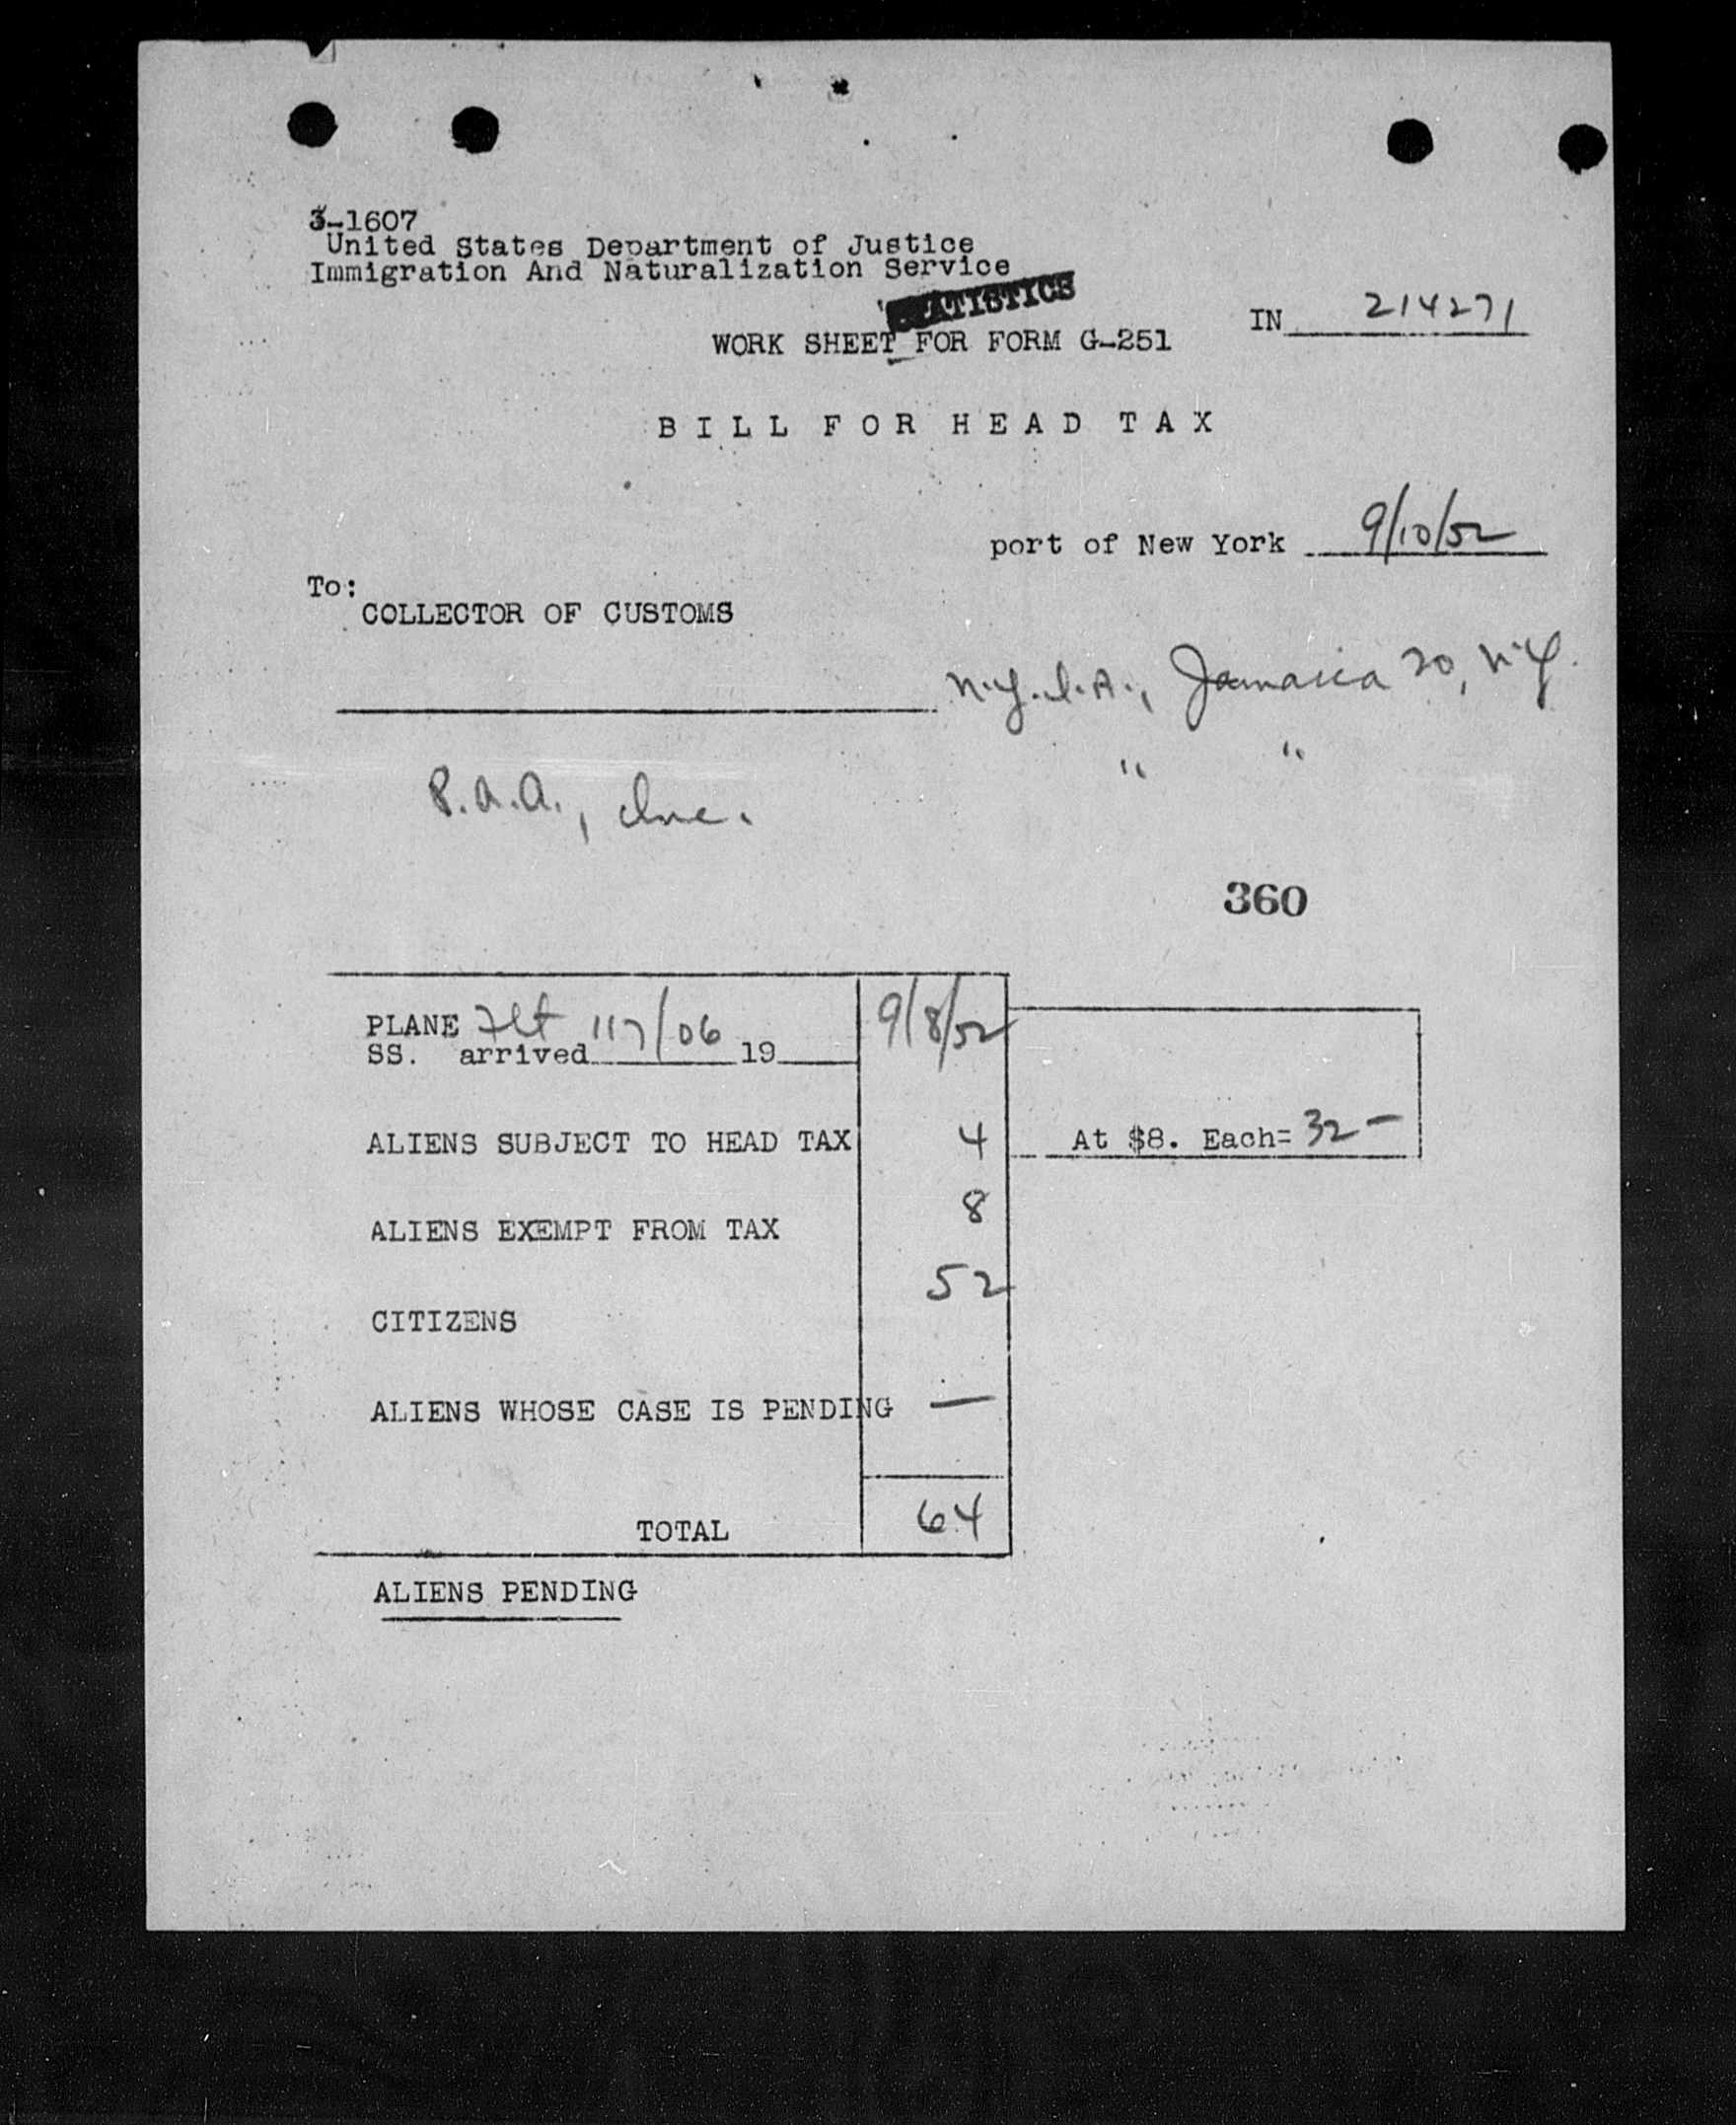 3-1607
United States Department of Justice
Immigration And Naturalization Service
STATISTICS
WORK SHEET FOR FORM G-251
IN 214271
BILL FOR HEAD TAX
port of New York 9/10/52
To:
COLLECTOR OF CUSTOMS
N.Y.I.A., Jamaica 30, N.Y.
" "
P.A.A., Inc.
360
PLANE Flt 117/06 9/8/52
SS. arrived 19
ALIENS SUBJECT TO HEAD TAX 4 At $8. Each= 32 -
ALIENS EXEMPT FROM TAX 8
CITIZENS 52
ALIENS WHOSE CASE IS PENDING —
TOTAL 64
ALIENS PENDING